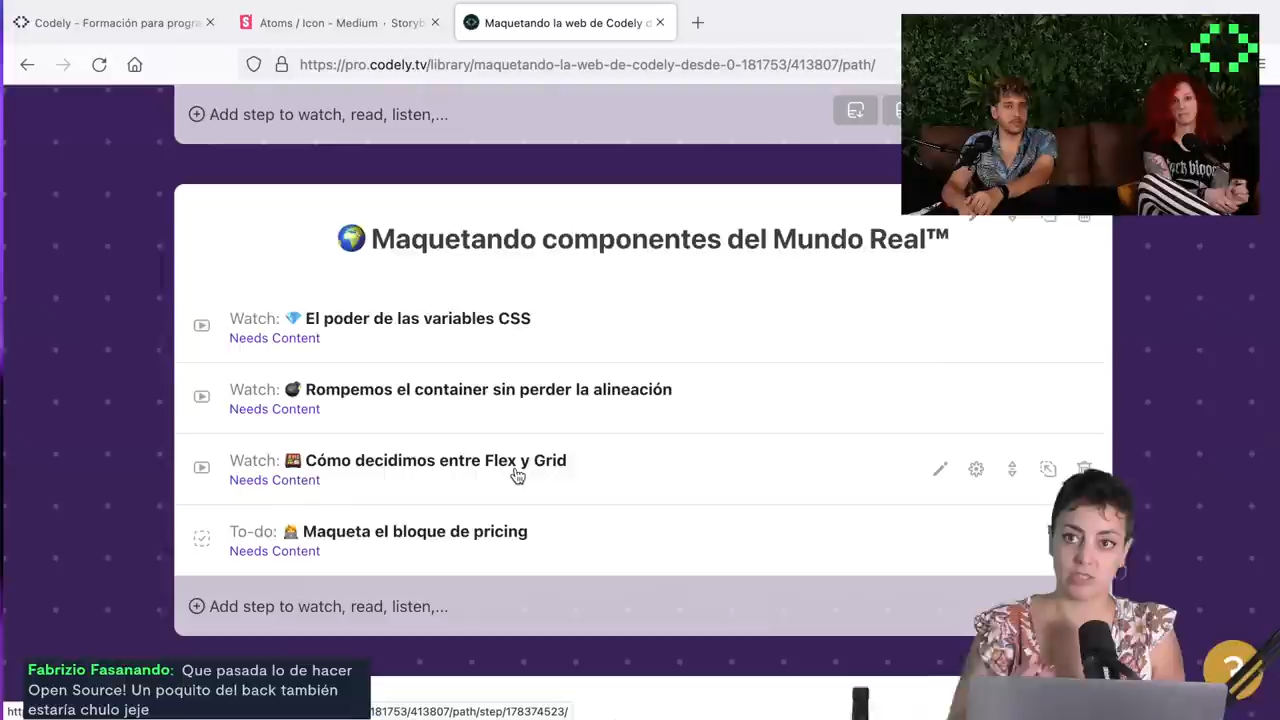 Codely – Formación para progra
Atoms / Icon - Medium · Storyb
Maquetando la web de Codely d
https://pro.codely.tv/library/maquetando-la-web-de-codely-desde-0-181753/413807/path/
Add step to watch, read, listen,...
🌍 Maquetando componentes del Mundo Real™
Watch: 💎 El poder de las variables CSS
Needs Content
Watch: 💣 Rompemos el container sin perder la alineación
Needs Content
Watch: 🍱 Cómo decidimos entre Flex y Grid
Needs Content
To-do: Maqueta el bloque de pricing
Needs Content
Add step to watch, read, listen,...
Fabrizio Fasanando: Que pasada lo de hacer
Open Source! Un poquito del back también
estaría chulo jeje
181753/413807/path/step/178374523/
?